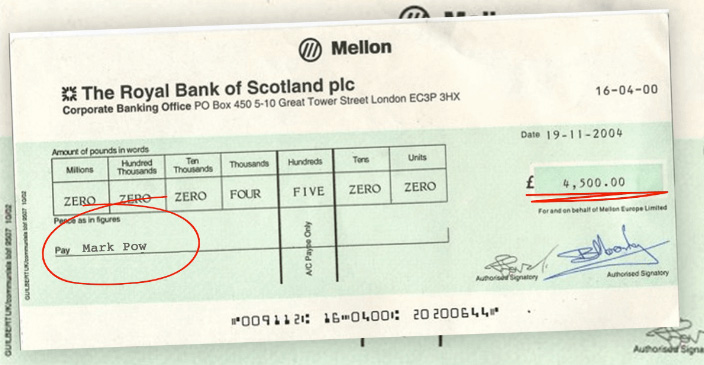 Mellon
The Royal Bank of Scotland plc
Corporate Banking Office PO Box 450 5-10 Great Tower Street London EC3P 3HX
16-04-00
Date 19-11-2004
Amount of pounds in words
Millions Hundred Thousands Ten Thousands Thousands Hundreds Tens Units
ZERO ZERO ZERO FOUR FIVE ZERO ZERO
£ 4,500.00
Pence as in figures
For and on behalf of Mellon Europe Limited
Pay Mark Pow
A/C Payee Only
Authorised Signatory
Authorised Signatory
⑈009112⑆ 16⑉0400⑆ 20200644⑈
Authorised Signa